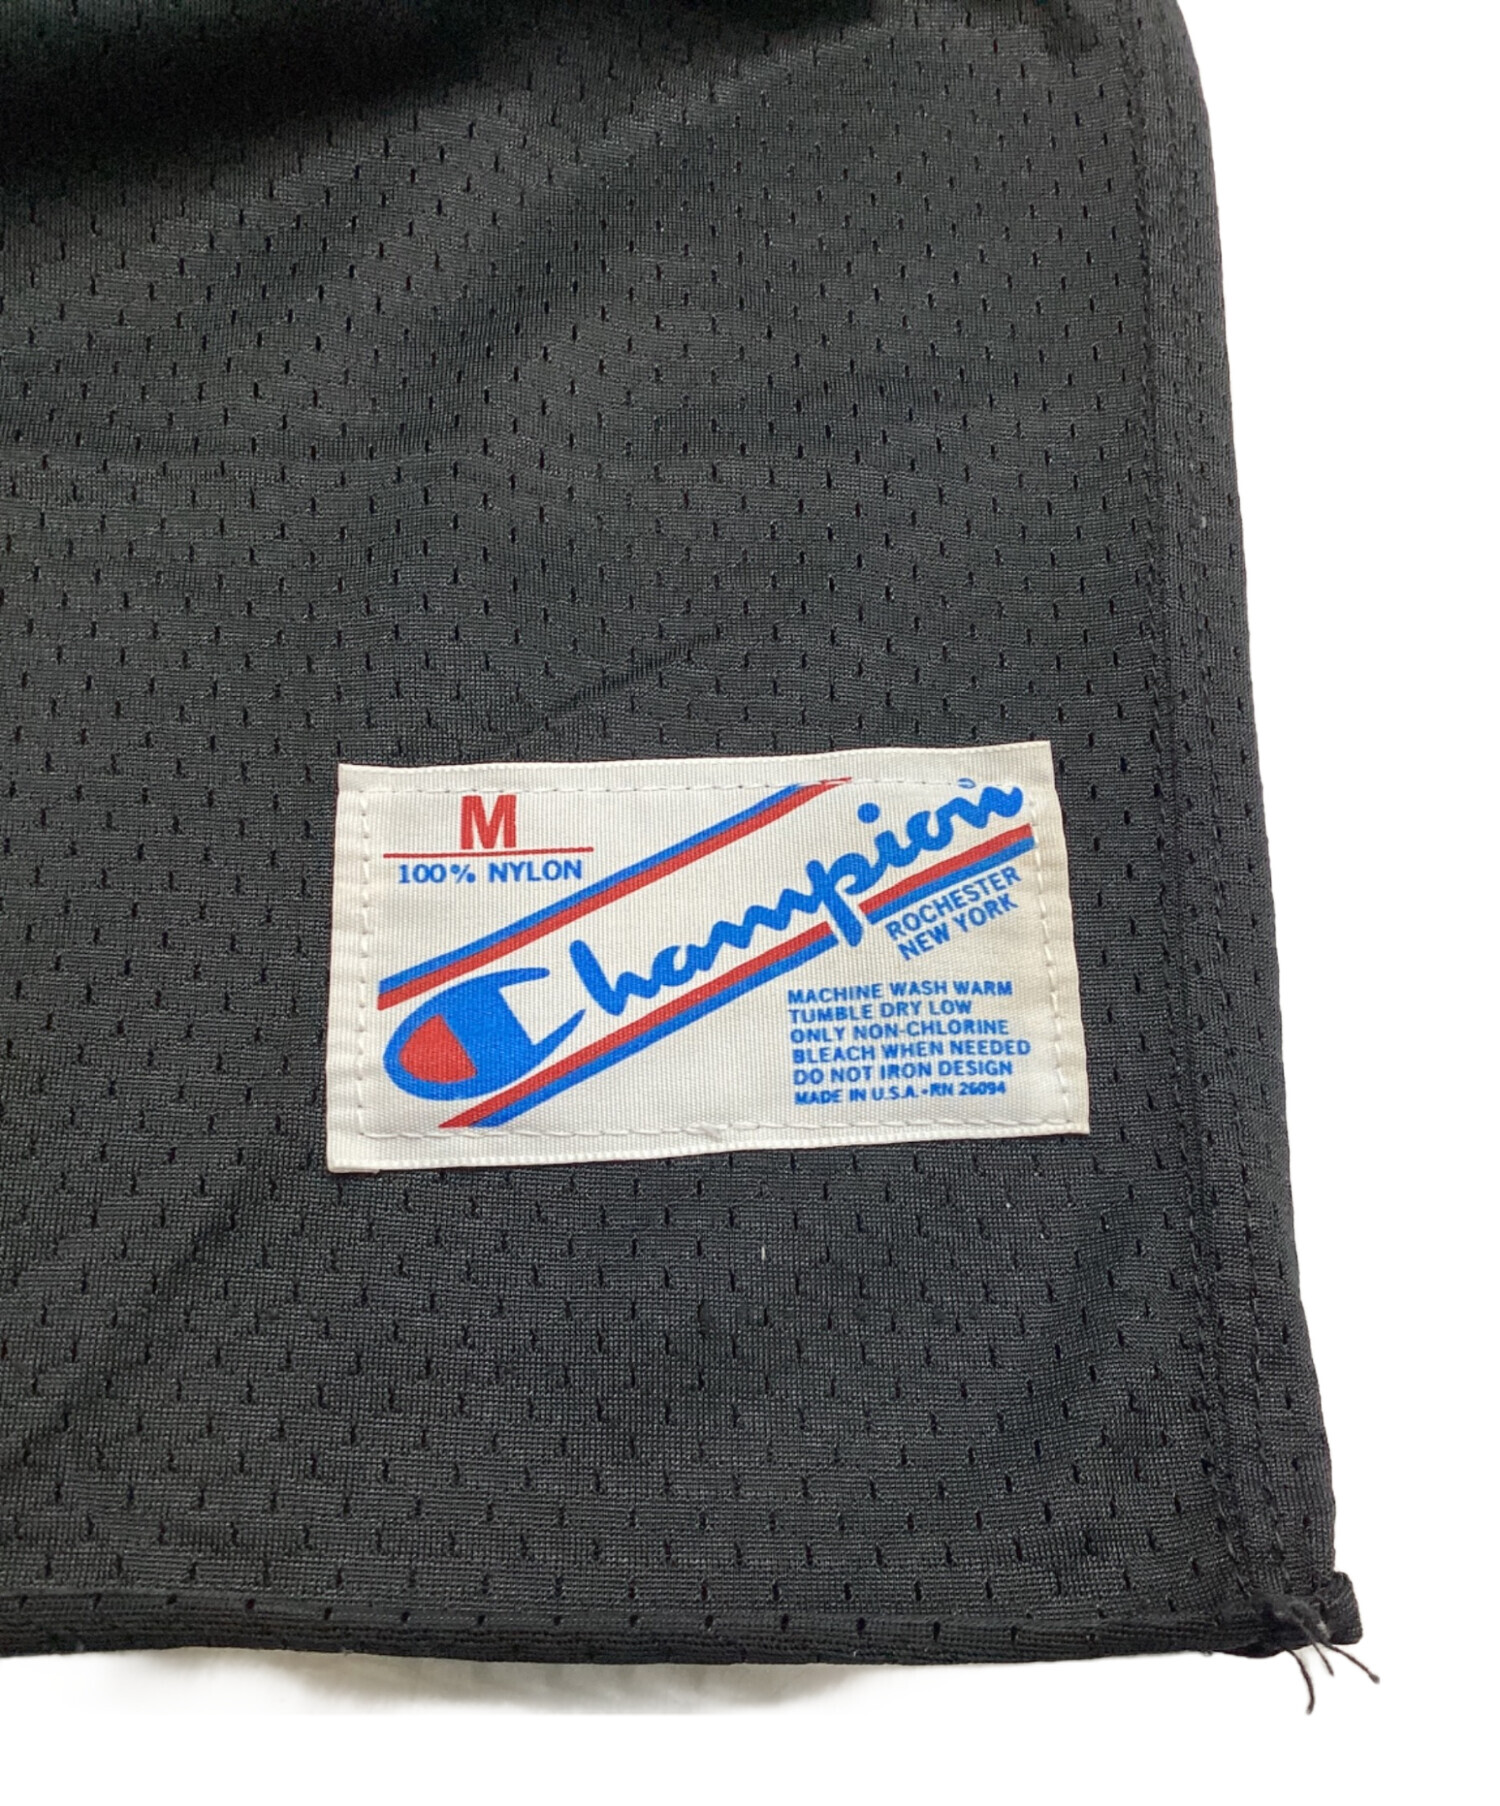 M
100% NYLON
Champion
ROCHESTER
NEW YORK
MACHINE WASH WARM
TUMBLE DRY LOW
ONLY NON-CHLORINE
BLEACH WHEN NEEDED
DO NOT IRON DESIGN
MADE IN U.S.A.•RN 26094